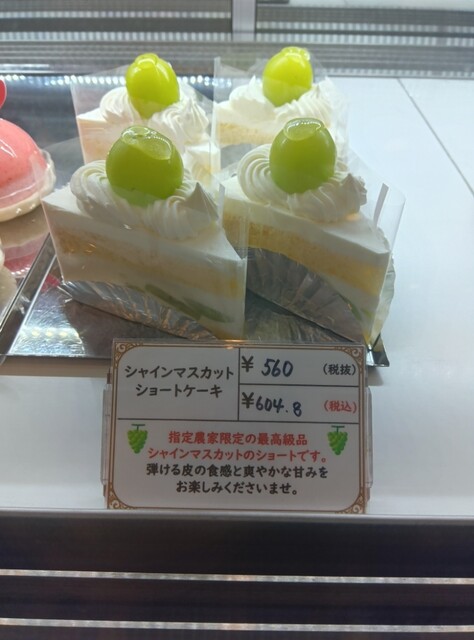 シャインマスカット
ショートケーキ
¥ 560 (税抜)
¥604.8 (税込)
指定農家限定の最高級品
シャインマスカットのショートです。
弾ける皮の食感と爽やかな甘みを
お楽しみくださいませ。